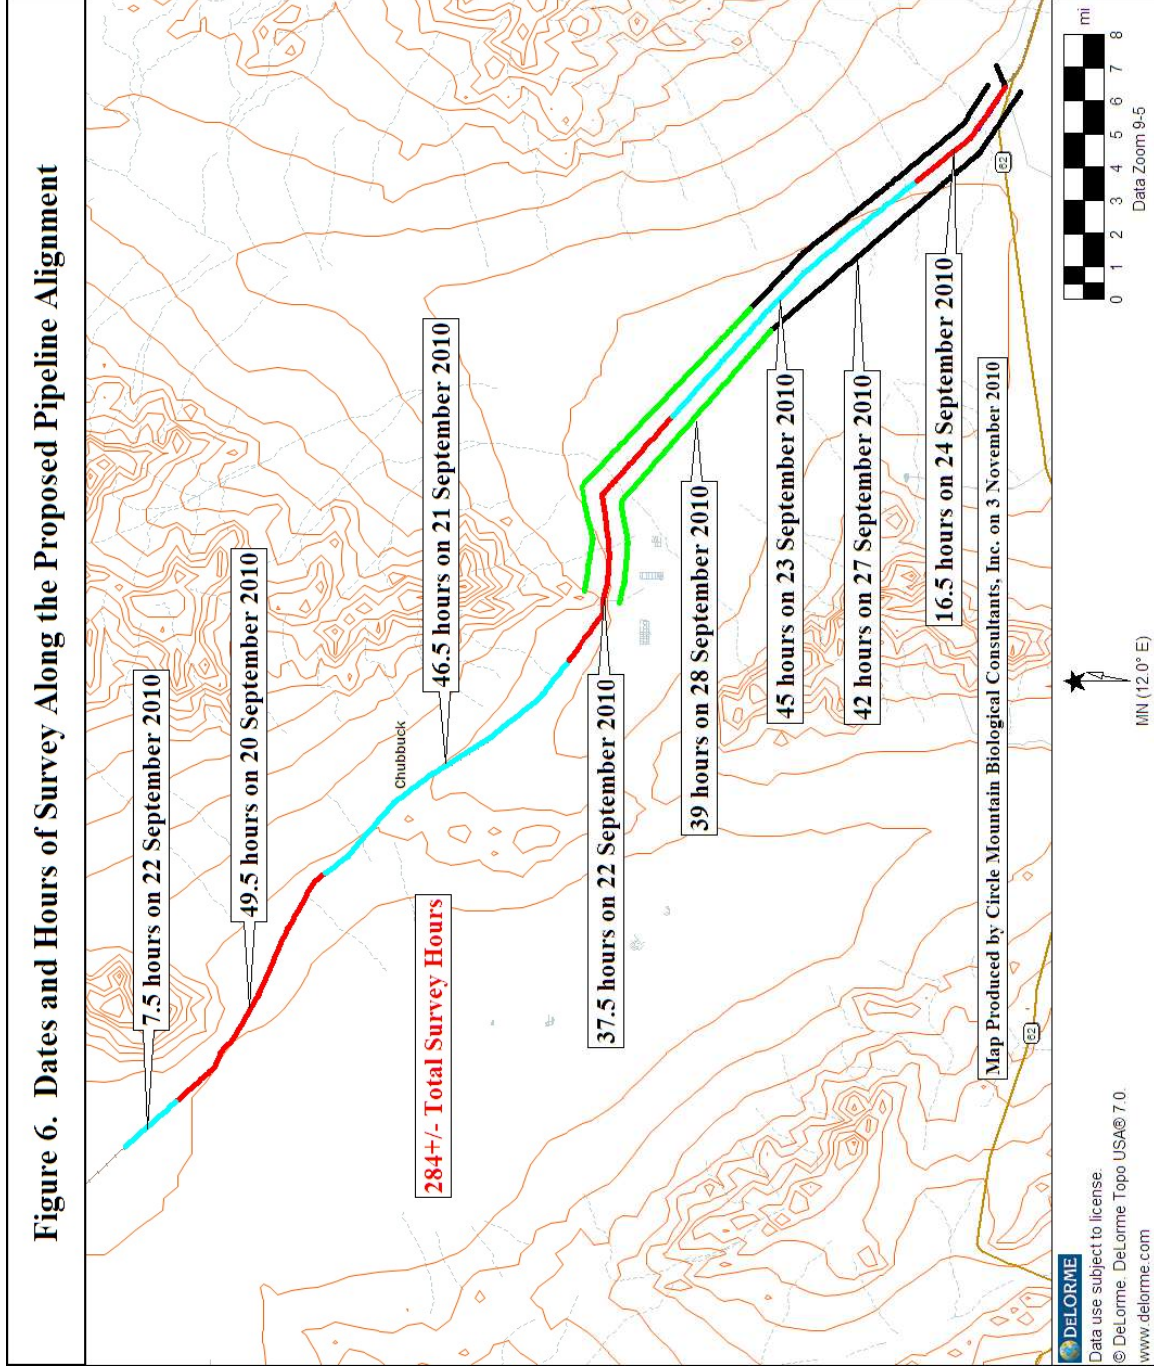 Figure 6. Dates and Hours of Survey Along the Proposed Pipeline Alignment
7.5 hours on 22 September 2010
49.5 hours on 20 September 2010
46.5 hours on 21 September 2010
Chubbuck
284+/- Total Survey Hours
37.5 hours on 22 September 2010
39 hours on 28 September 2010
45 hours on 23 September 2010
42 hours on 27 September 2010
16.5 hours on 24 September 2010
62
Map Produced by Circle Mountain Biological Consultants, Inc. on 3 November 2010
62
DELORME
Data use subject to license.
© DeLorme. DeLorme Topo USA® 7.0.
www.delorme.com
MN (12.0° E)
mi
0 1 2 3 4 5 6 7 8
Data Zoom 9-5